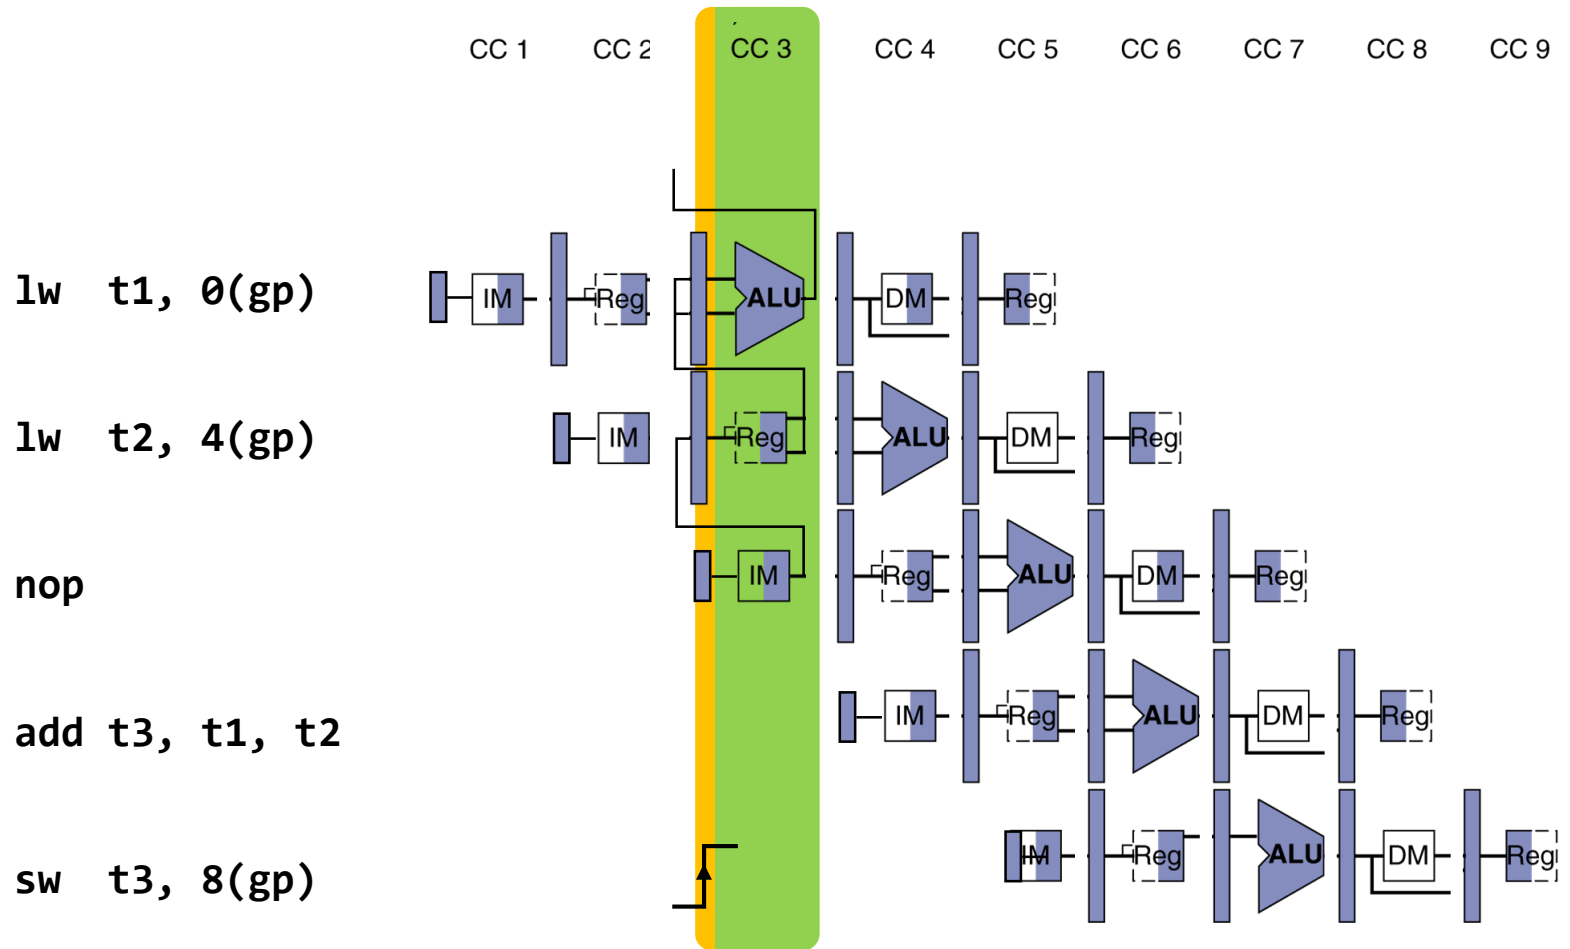 CC 1 CC 2 CC 3 CC 4 CC 5 CC 6 CC 7 CC 8 CC 9
lw t1, 0(gp) IM Reg ALU DM Reg
lw t2, 4(gp) IM Reg ALU DM Reg
nop IM Reg ALU DM Reg
add t3, t1, t2 IM Reg ALU DM Reg
sw t3, 8(gp) IM Reg ALU DM Reg